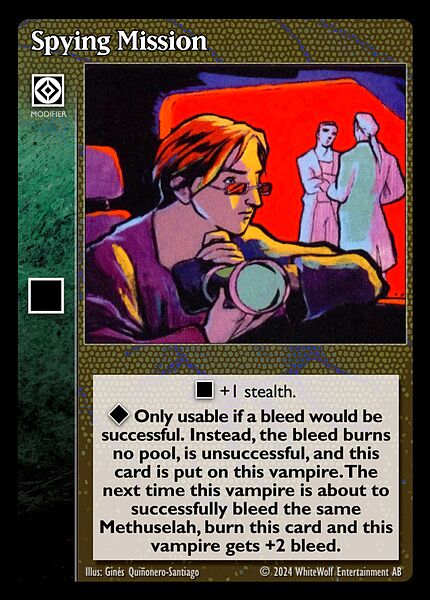 Spying Mission
MODIFIER
+1 stealth.
Only usable if a bleed would be
successful. Instead, the bleed burns
no pool, is unsuccessful, and this
card is put on this vampire. The
next time this vampire is about to
successfully bleed the same
Methuselah, burn this card and this
vampire gets +2 bleed.
Illus: Ginés Quiñonero-Santiago
© 2024 WhiteWolf Entertainment AB